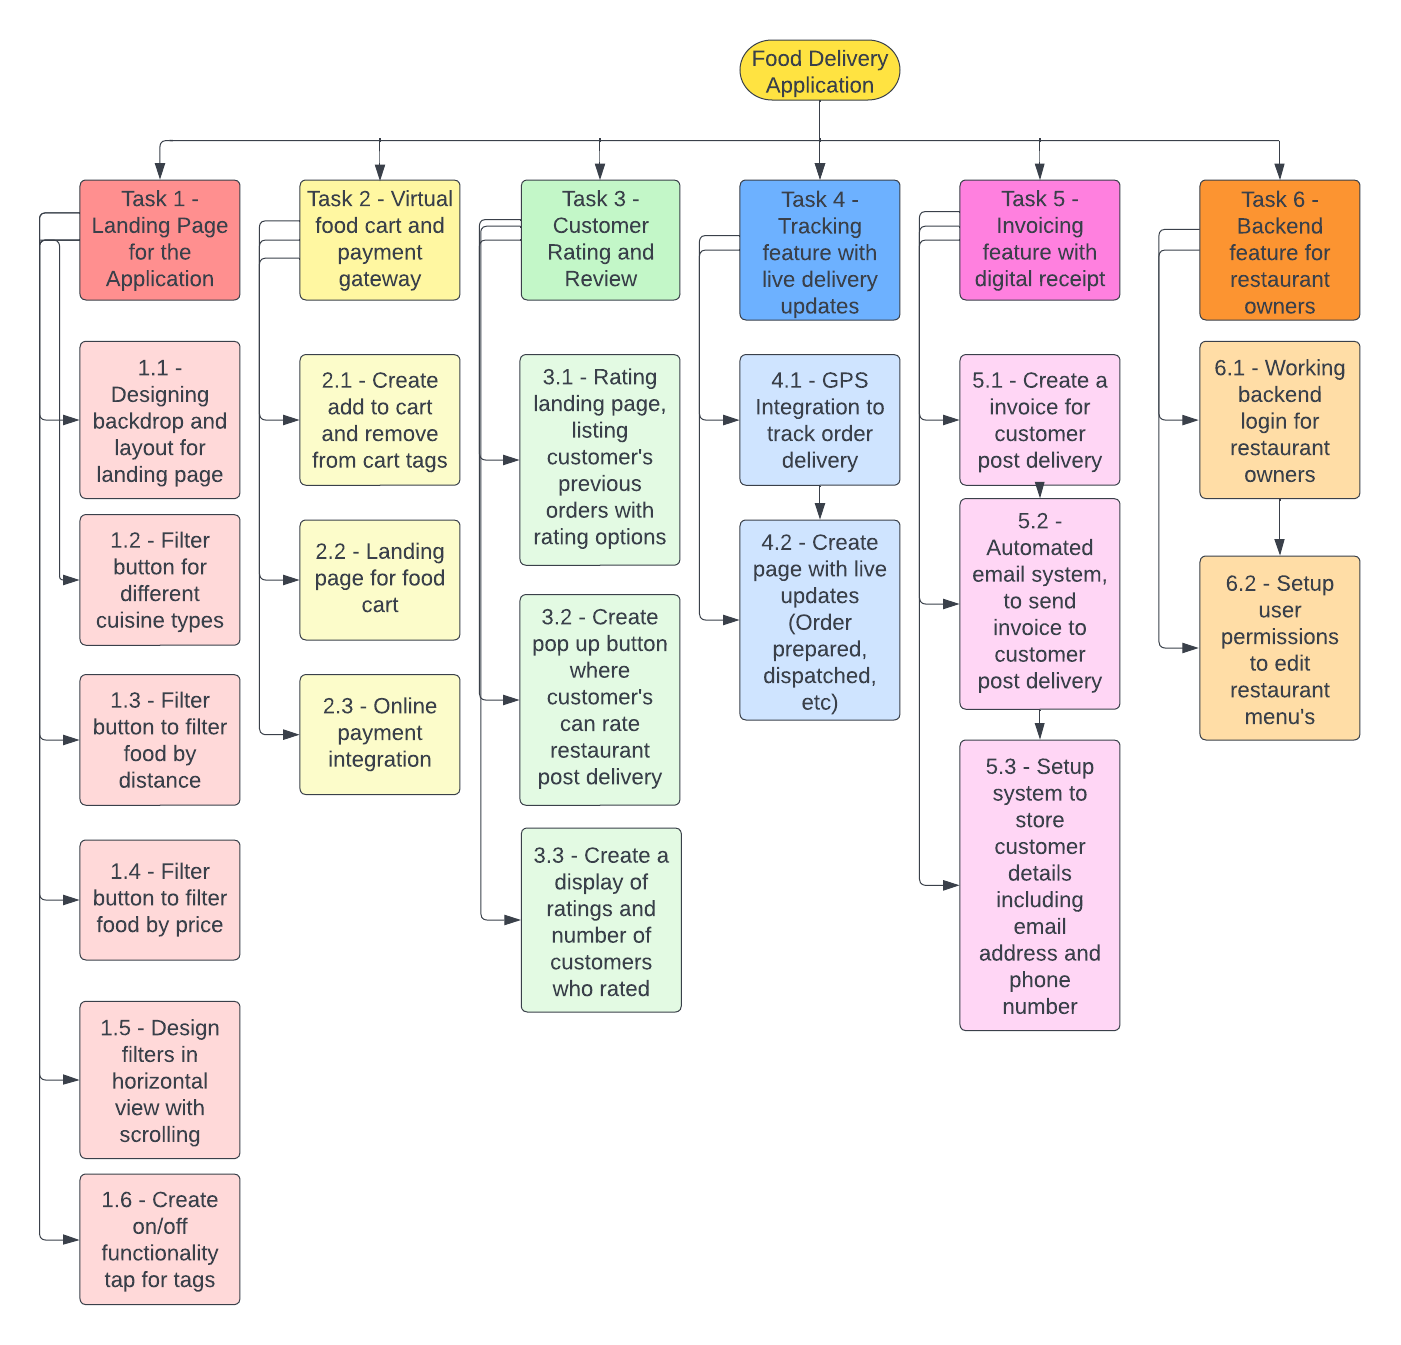 Food Delivery
Application
Task 1 -
Landing Page
for the
Application
Task 2 - Virtual
food cart and
payment
gateway
Task 3 -
Customer
Rating and
Review
Task 4 -
Tracking
feature with
live delivery
updates
Task 5 -
Invoicing
feature with
digital receipt
Task 6 -
Backend
feature for
restaurant
owners
1.1 -
Designing
backdrop and
layout for
landing page
1.2 - Filter
button for
different
cuisine types
1.3 - Filter
button to filter
food by
distance
1.4 - Filter
button to filter
food by price
1.5 - Design
filters in
horizontal
view with
scrolling
1.6 - Create
on/off
functionality
tap for tags
2.1 - Create
add to cart
and remove
from cart tags
2.2 - Landing
page for food
cart
2.3 - Online
payment
integration
3.1 - Rating
landing page,
listing
customer's
previous
orders with
rating options
3.2 - Create
pop up button
where
customer's
can rate
restaurant
post delivery
3.3 - Create a
display of
ratings and
number of
customers
who rated
4.1 - GPS
Integration to
track order
delivery
4.2 - Create
page with live
updates
(Order
prepared,
dispatched,
etc)
5.1 - Create a
invoice for
customer
post delivery
5.2 -
Automated
email system,
to send
invoice to
customer
post delivery
5.3 - Setup
system to
store
customer
details
including
email
address and
phone
number
6.1 - Working
backend
login for
restaurant
owners
6.2 - Setup
user
permissions
to edit
restaurant
menu's